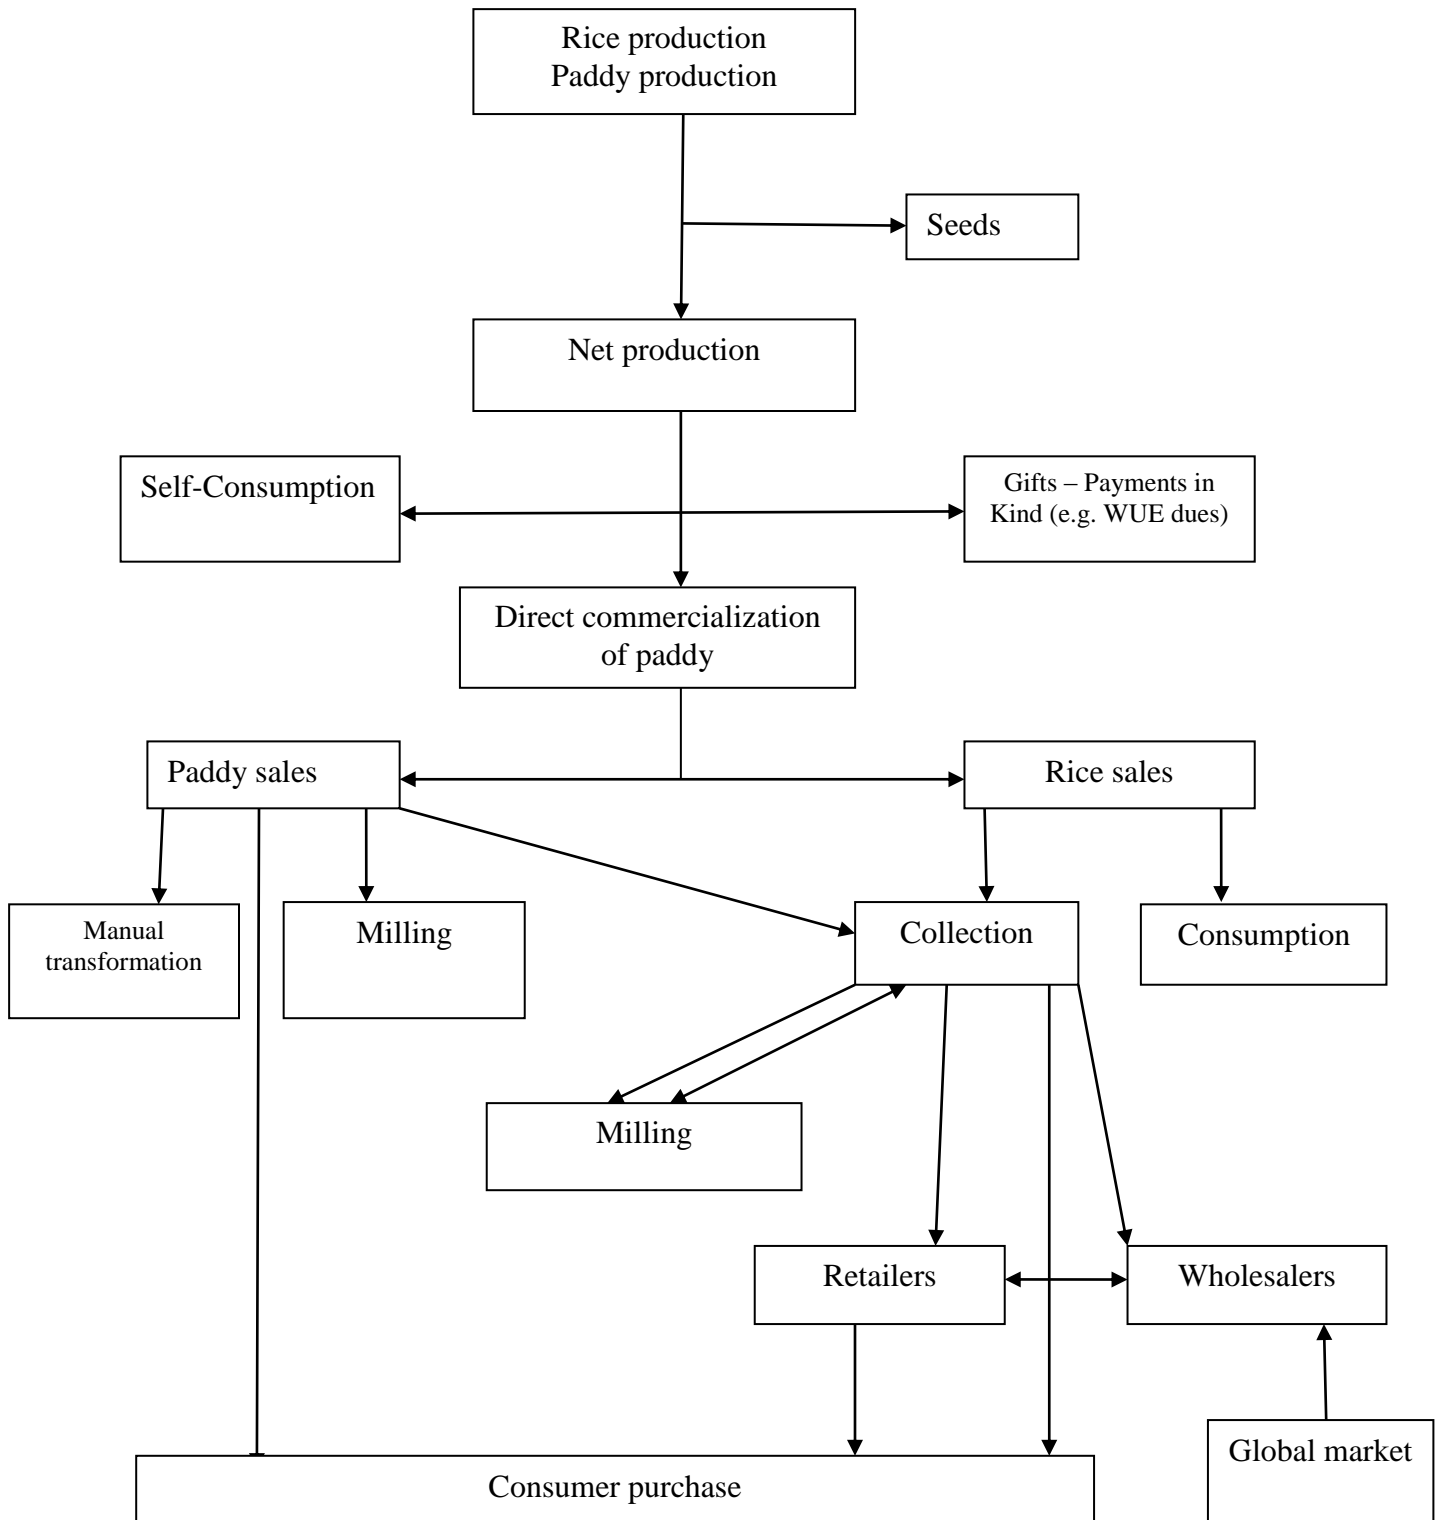 Rice production
Paddy production
Seeds
Net production
Self-Consumption
Gifts – Payments in
Kind (e.g. WUE dues)
Direct commercialization
of paddy
Paddy sales
Rice sales
Manual
transformation
Milling
Collection
Consumption
Milling
Retailers
Wholesalers
Global market
Consumer purchase